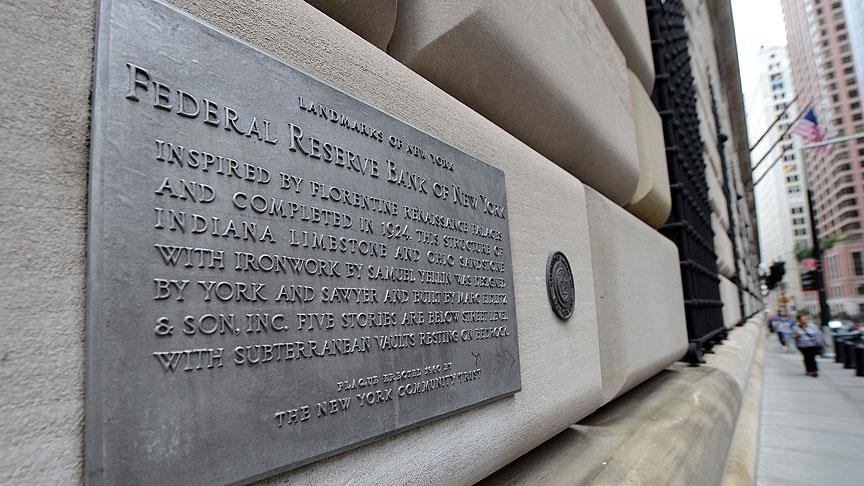 LANDMARKS OF NEW YORK
FEDERAL RESERVE BANK OF NEW YORK
INSPIRED BY FLORENTINE RENAISSANCE PALACES
AND COMPLETED IN 1924, THIS STRUCTURE OF
INDIANA LIMESTONE AND OHIO SANDSTONE
WITH IRONWORK BY SAMUEL YELLIN WAS DESIGNED
BY YORK AND SAWYER AND BUILT BY MARC EIDLITZ
& SON, INC. FIVE STORIES ARE BELOW STREET LEVEL
WITH SUBTERRANEAN VAULTS RESTING ON BEDROCK.
PLAQUE ERECTED 1960 BY
THE NEW YORK COMMUNITY TRUST